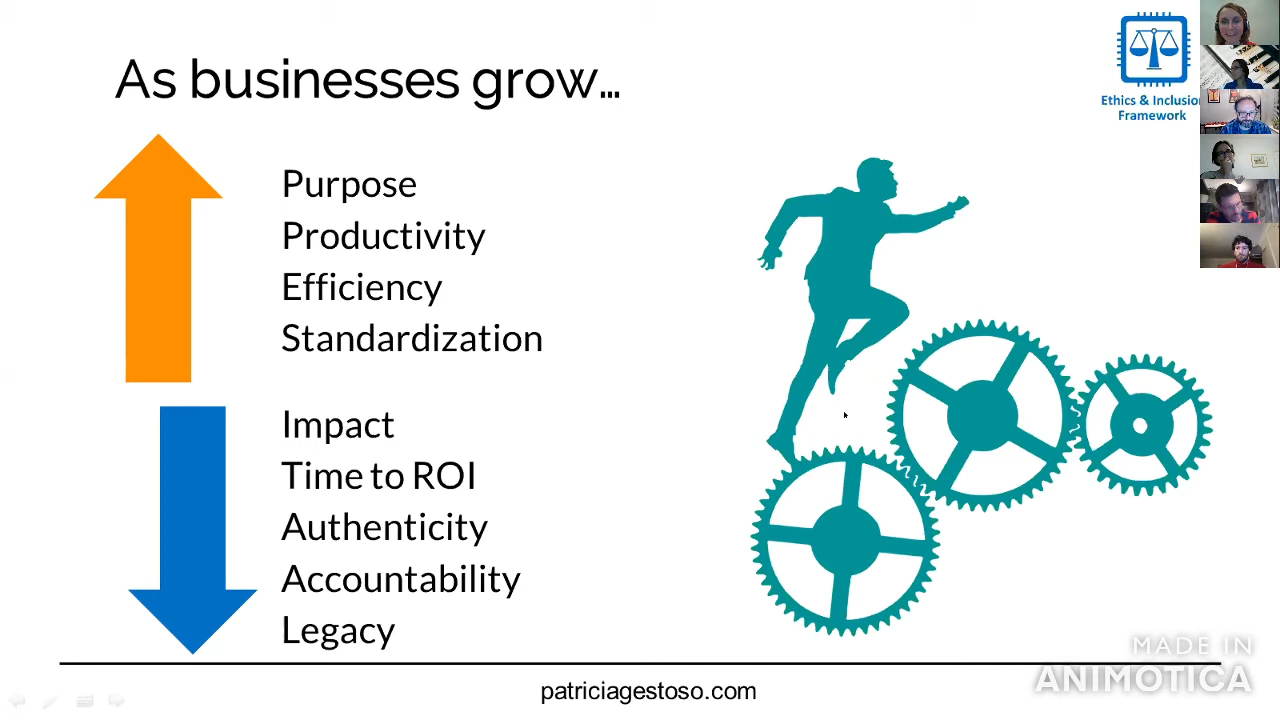 As businesses grow...
Ethics & Inclusion
Framework
Purpose
Productivity
Efficiency
Standardization
Impact
Time to ROI
Authenticity
Accountability
Legacy
MADE IN
ANIMOTICA
patriciagestoso.com